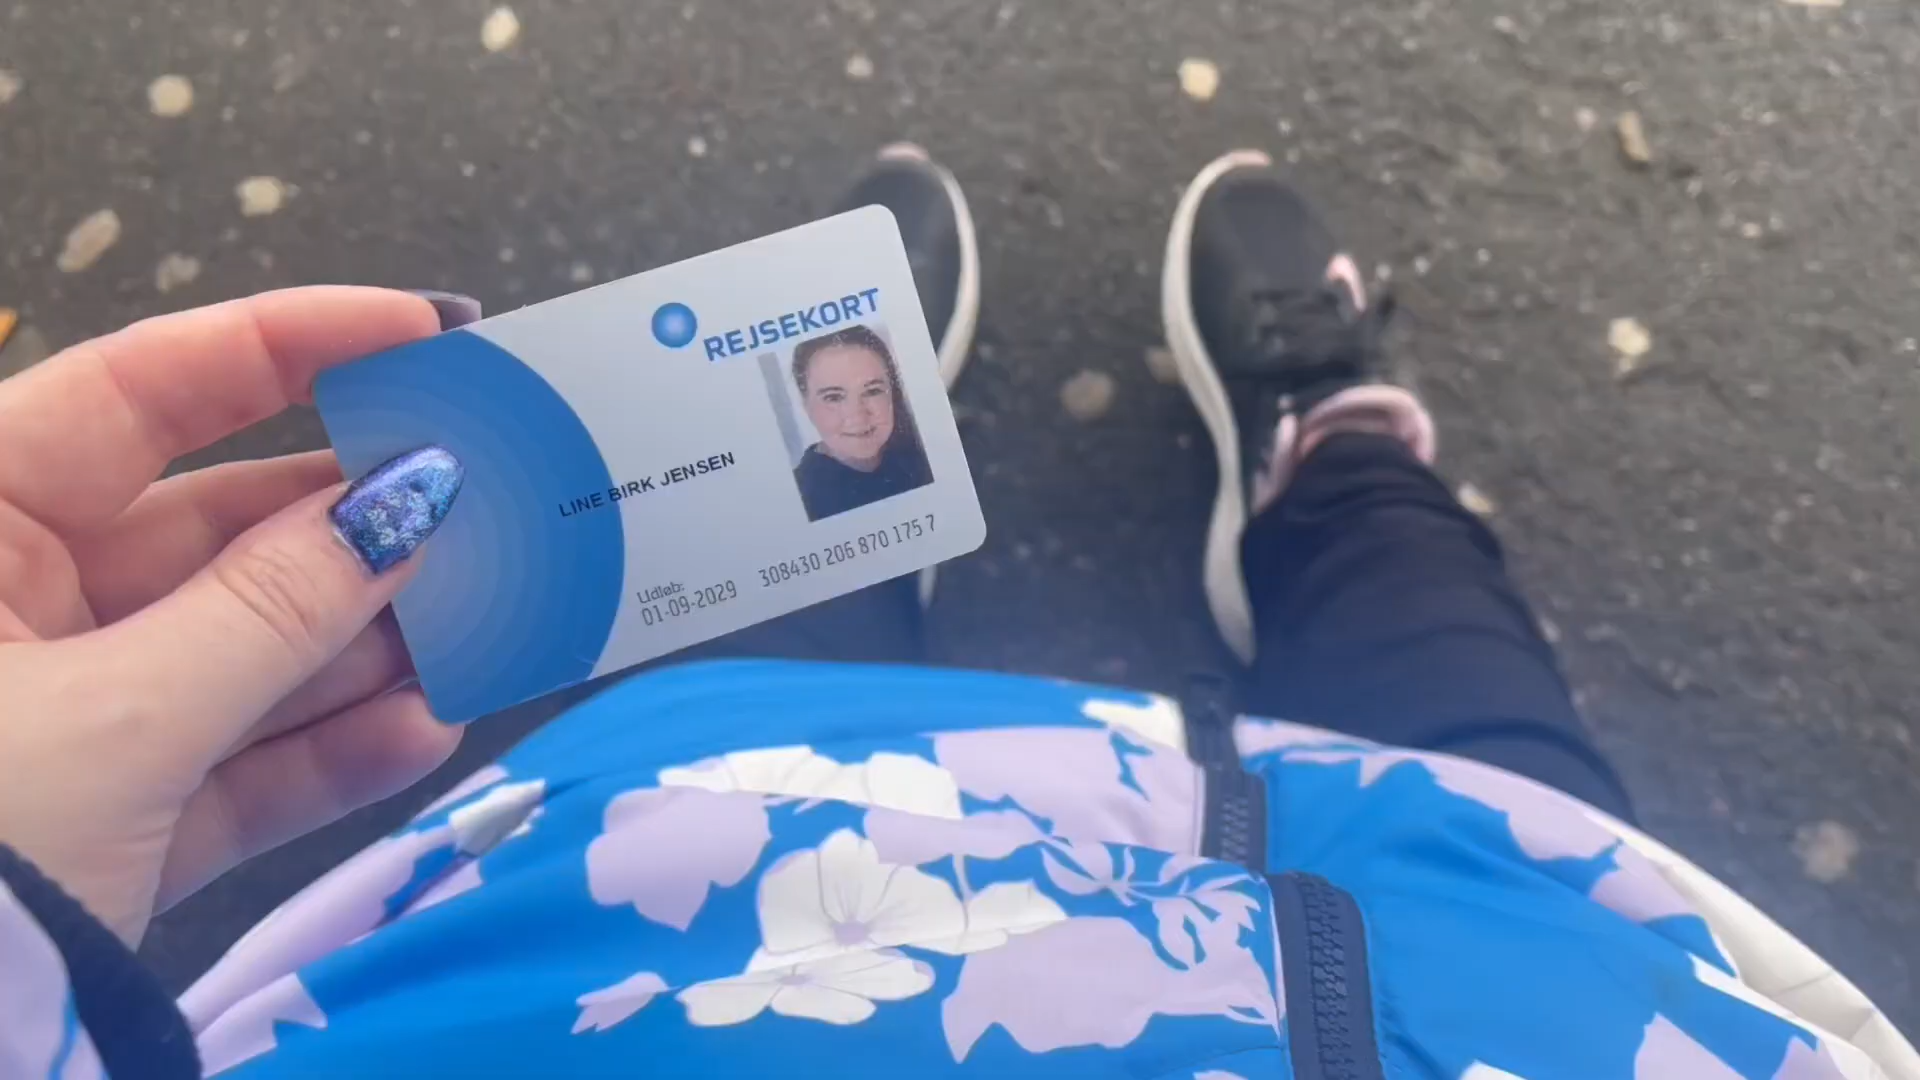 REJSEKORT
LINE BIRK JENSEN
Udløb:
01-09-2029
308430 206 870 175 7